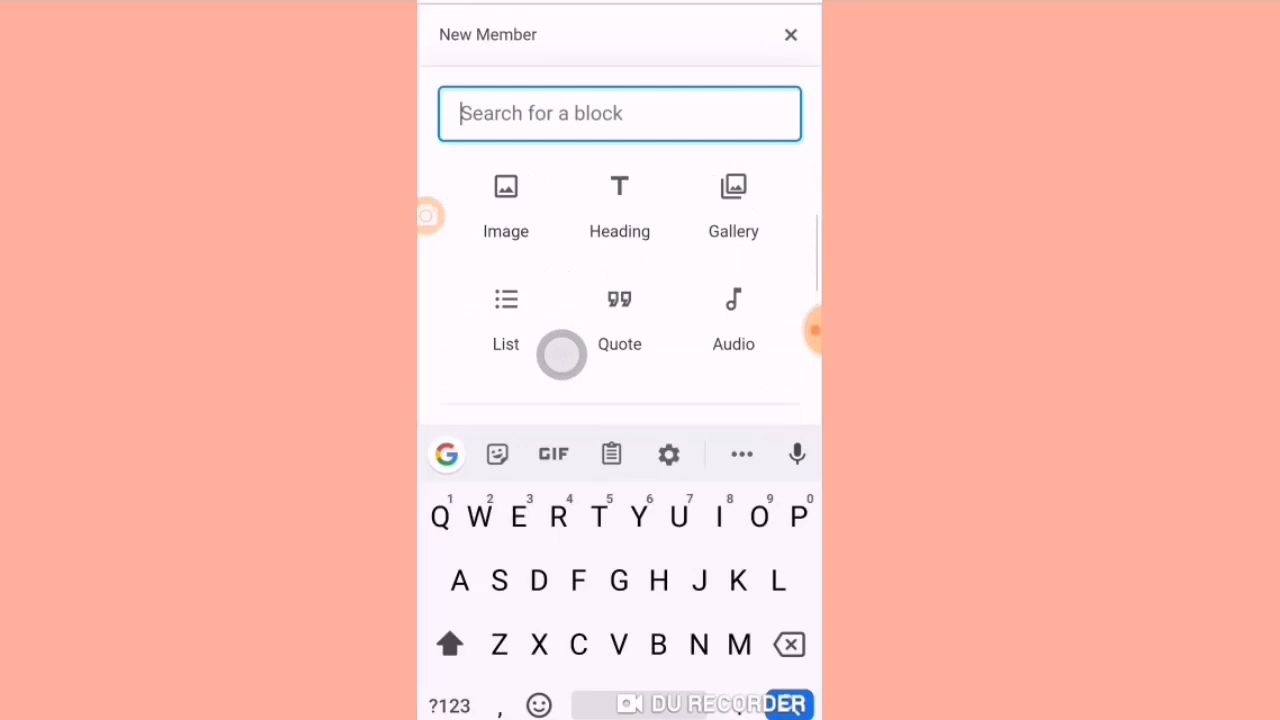 New Member
Search for a block
Image Heading Gallery
List Quote Audio
G GIF
1 2 3 4 5 6 7 8 9 0
Q W E R T Y U I O P
A S D F G H J K L
Z X C V B N M
?123 , DU RECORDER